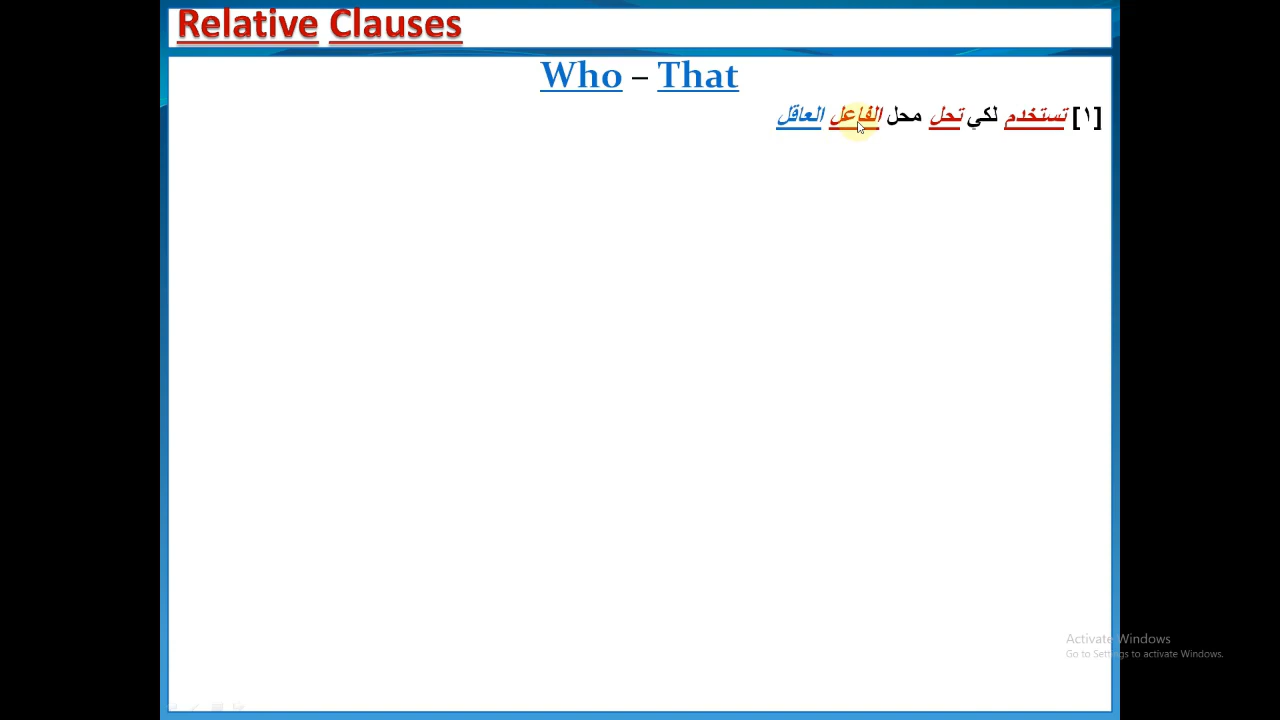 Relative Clauses
Who – That
[١] تستخدم لكي تحل محل الفاعل العاقل
Activate Windows
Go to Settings to activate Windows.